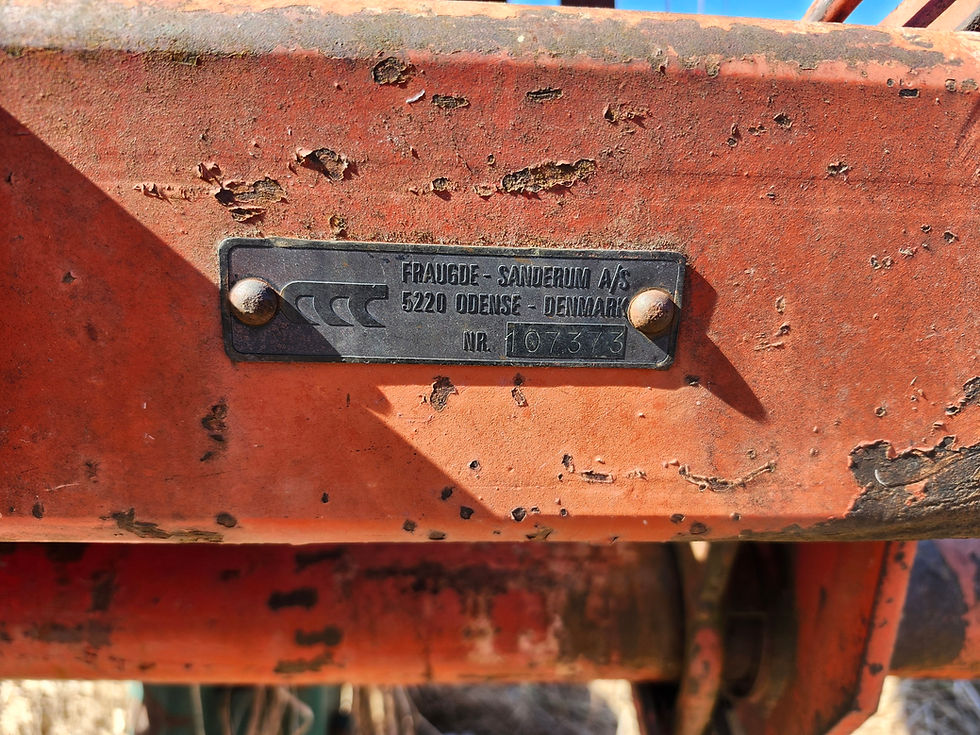 FRAUGDE - SANDERUM A/S
5220 ODENSE - DENMARK
NR. 107373